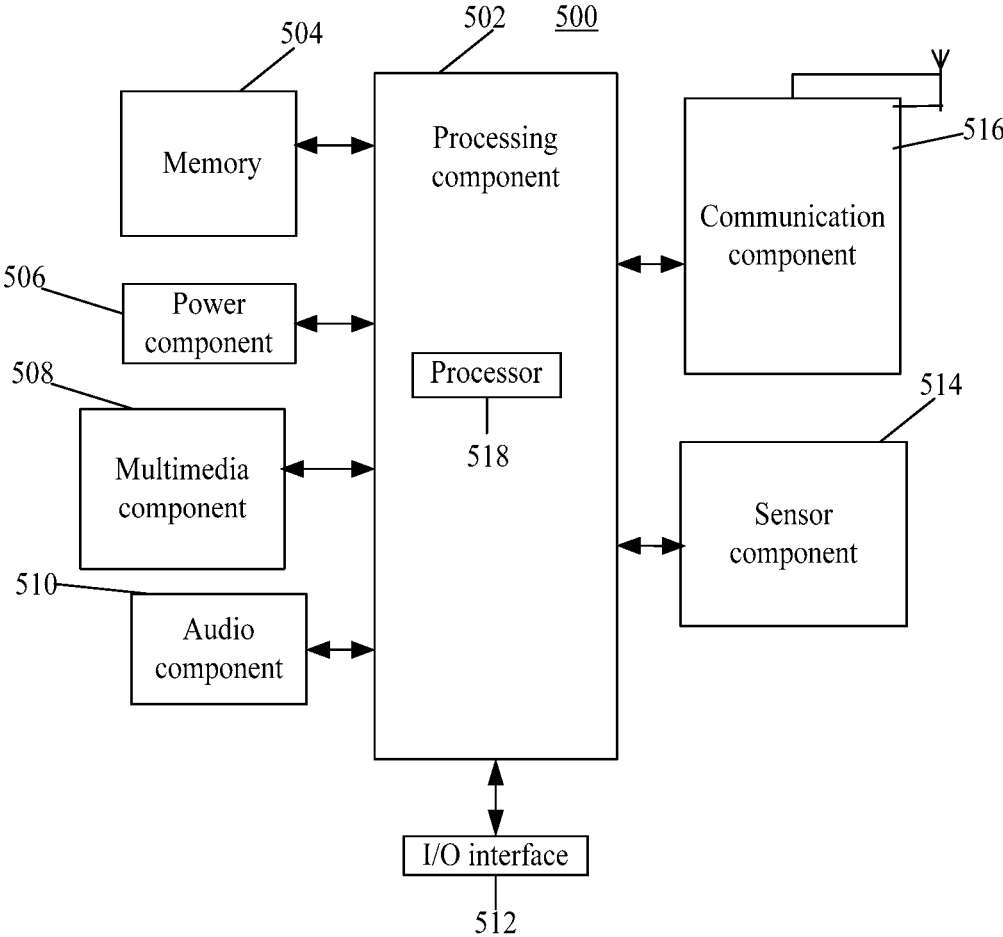 502
500
504
Memory
Processing
component
516
Communication
component
506
Power
component
Processor
518
508
Multimedia
component
514
Sensor
component
510
Audio
component
I/O interface
512